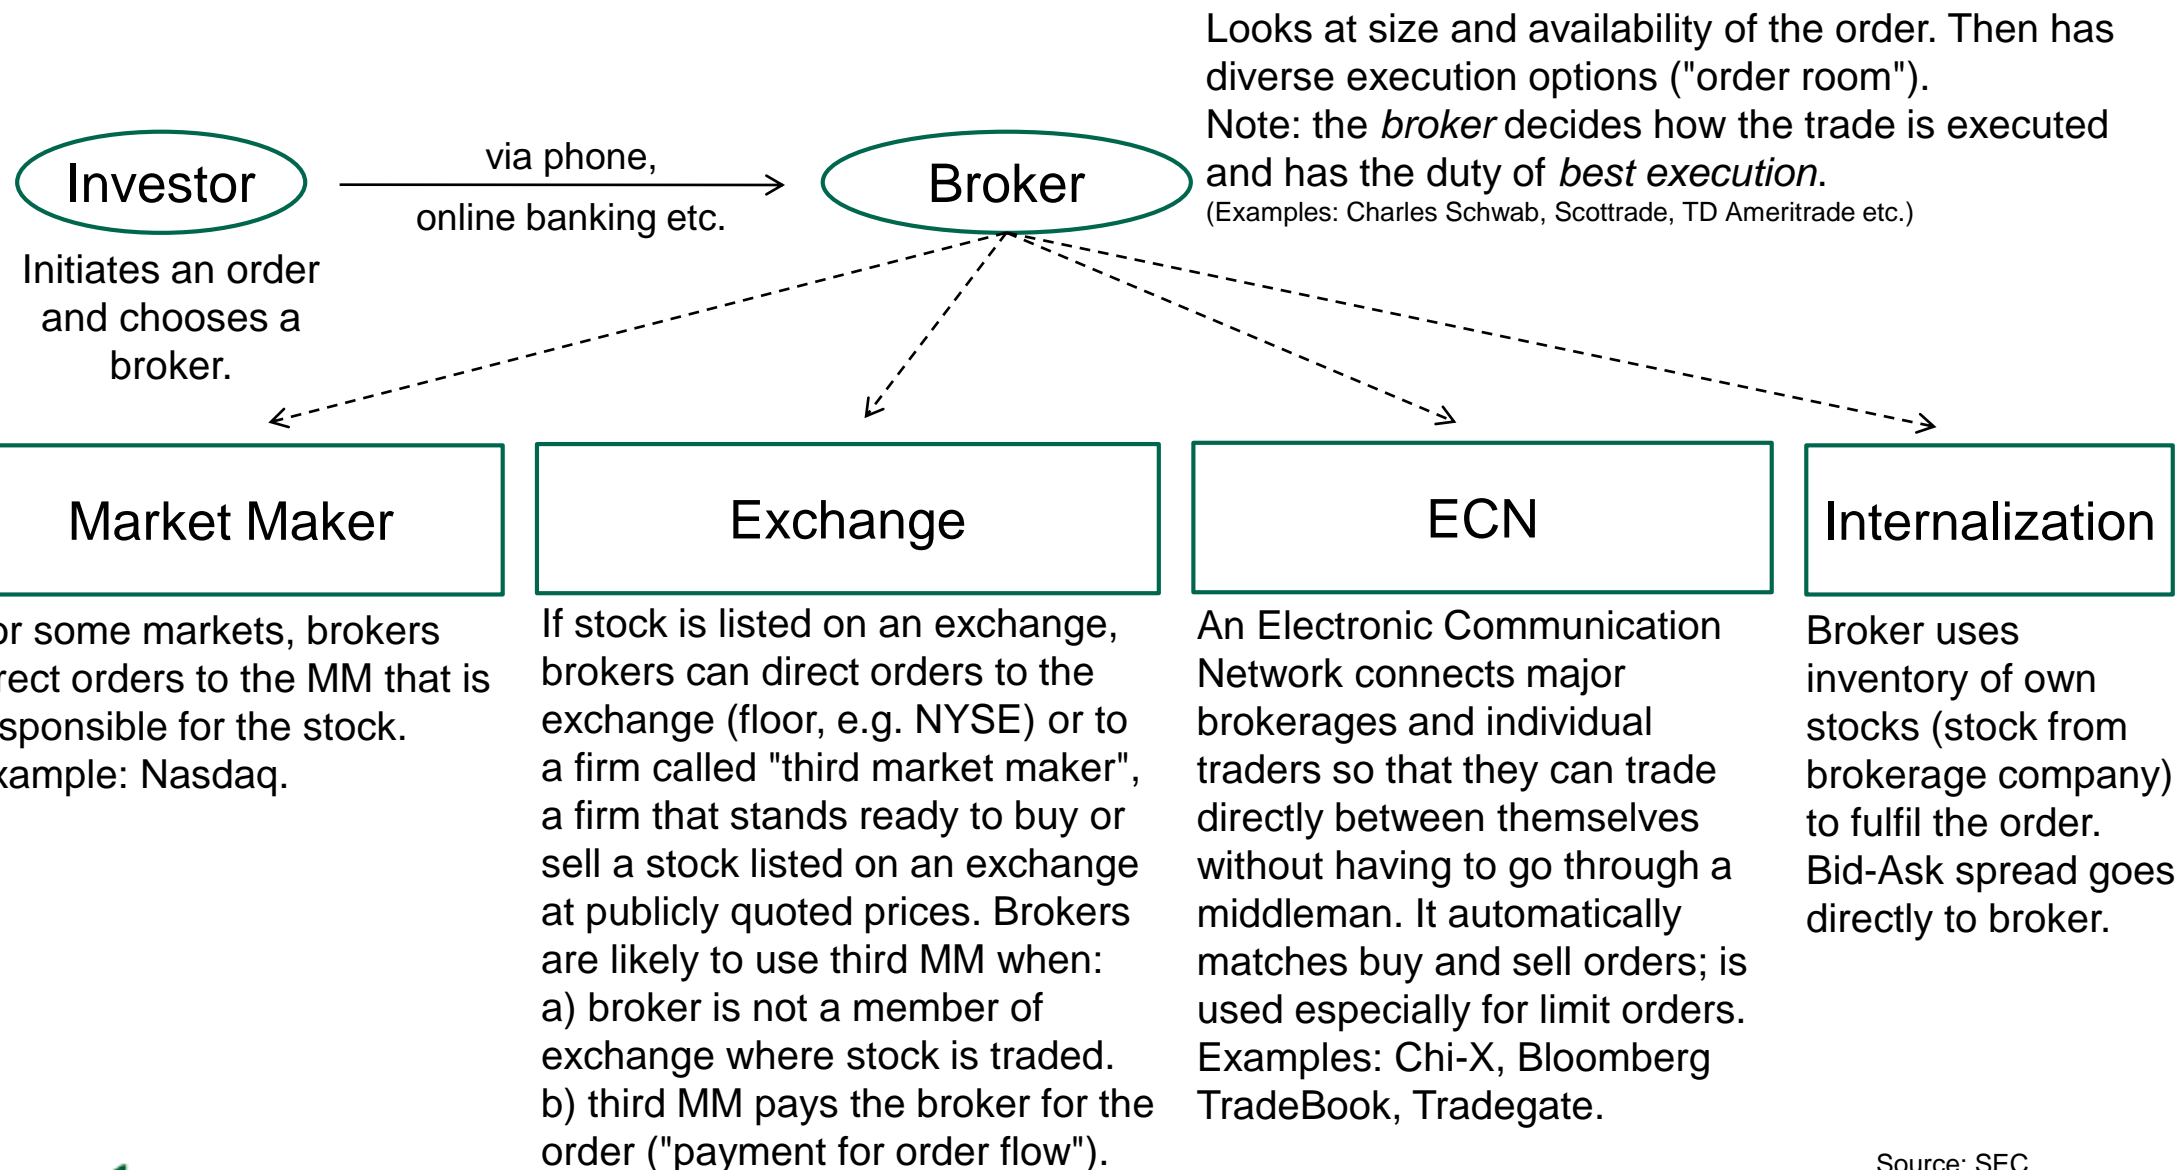 Looks at size and availability of the order. Then has
diverse execution options ("order room").
Note: the broker decides how the trade is executed
and has the duty of best execution.
(Examples: Charles Schwab, Scottrade, TD Ameritrade etc.)
Investor
via phone,
online banking etc.
Broker
Initiates an order
and chooses a
broker.
Market Maker
Exchange
ECN
Internalization
some markets, brokers
orders to the MM that is
for the stock.
Nasdaq.
If stock is listed on an exchange,
brokers can direct orders to the
exchange (floor, e.g. NYSE) or to
a firm called "third market maker",
a firm that stands ready to buy or
sell a stock listed on an exchange
at publicly quoted prices. Brokers
are likely to use third MM when:
a) broker is not a member of
exchange where stock is traded.
b) third MM pays the broker for the
order ("payment for order flow").
An Electronic Communication
Network connects major
brokerages and individual
traders so that they can trade
directly between themselves
without having to go through a
middleman. It automatically
matches buy and sell orders; is
used especially for limit orders.
Examples: Chi-X, Bloomberg
TradeBook, Tradegate.
Broker uses
inventory of own
stocks (stock from
brokerage company)
to fulfil the order.
Bid-Ask spread goes
directly to broker.
Source: SEC